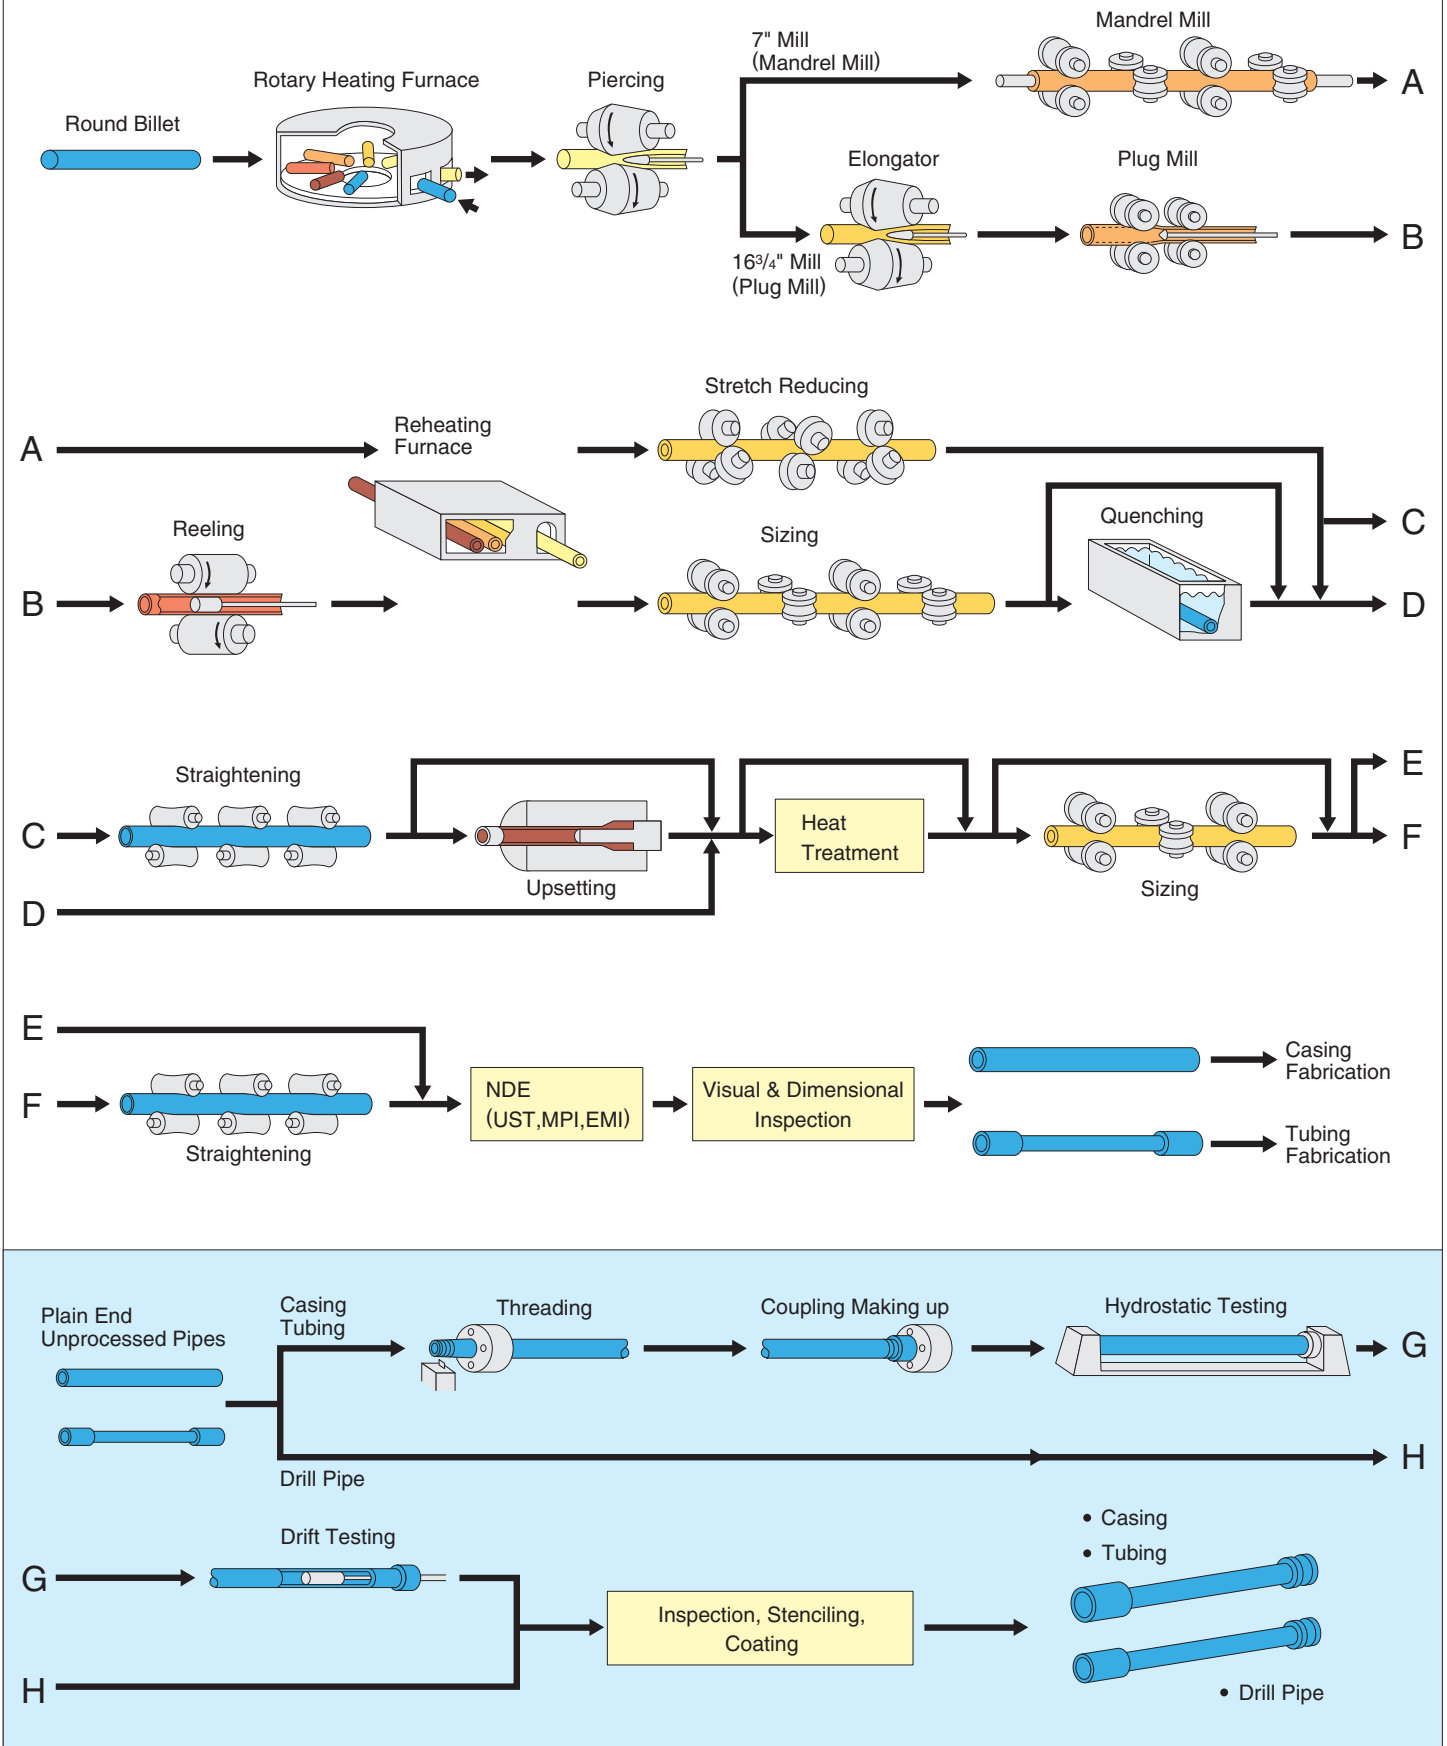 Mandrel Mill
7" Mill
(Mandrel Mill)
Rotary Heating Furnace
Piercing
A
Round Billet
Elongator
Plug Mill
B
16 3/4" Mill
(Plug Mill)
Stretch Reducing
Reheating
Furnace
A
Reeling
Sizing
Quenching
C
B
D
Straightening
E
C
Heat
Treatment
F
Upsetting
Sizing
D
E
Casing
Fabrication
F
NDE
(UST,MPI,EMI)
Visual & Dimensional
Inspection
Straightening
Tubing
Fabrication
Plain End
Unprocessed Pipes
Casing
Tubing
Threading
Coupling Making up
Hydrostatic Testing
G
H
Drill Pipe
• Casing
Drift Testing
• Tubing
G
Inspection, Stenciling,
Coating
H
• Drill Pipe